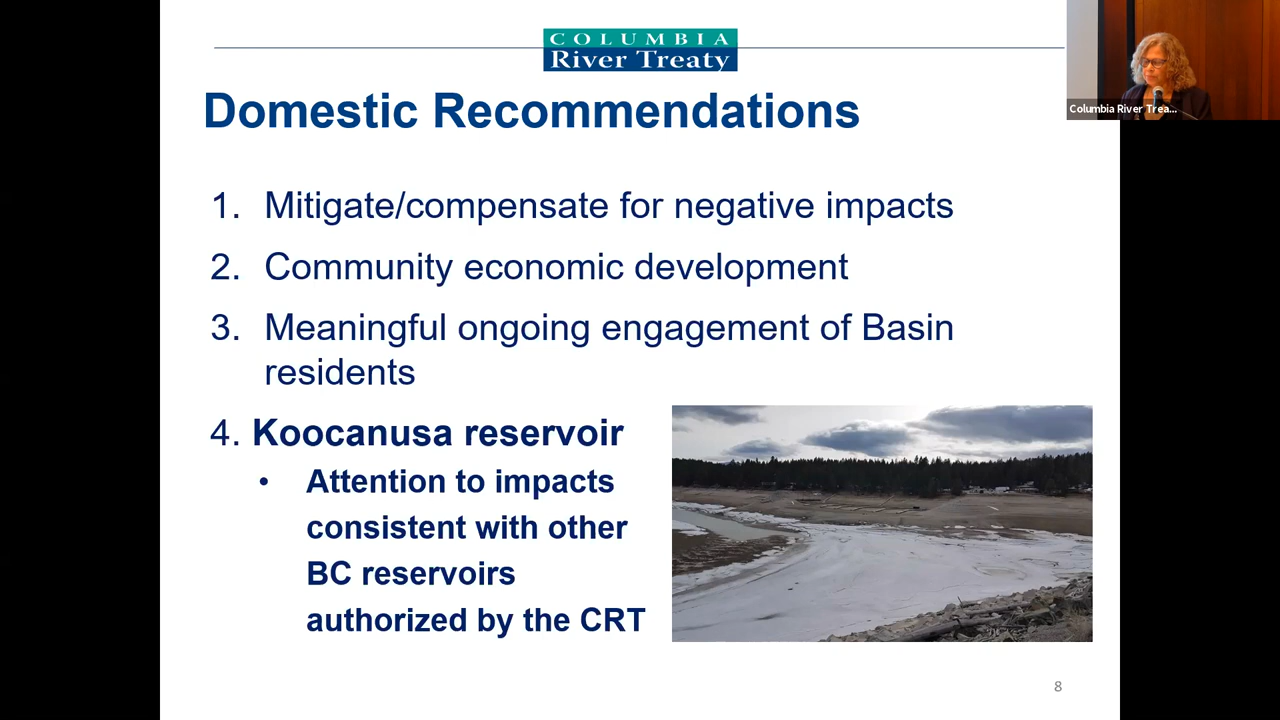 COLUMBIA
River Treaty
Columbia River Trea...
Domestic Recommendations
1. Mitigate/compensate for negative impacts
2. Community economic development
3. Meaningful ongoing engagement of Basin
residents
4. Koocanusa reservoir
• Attention to impacts
consistent with other
BC reservoirs
authorized by the CRT
8